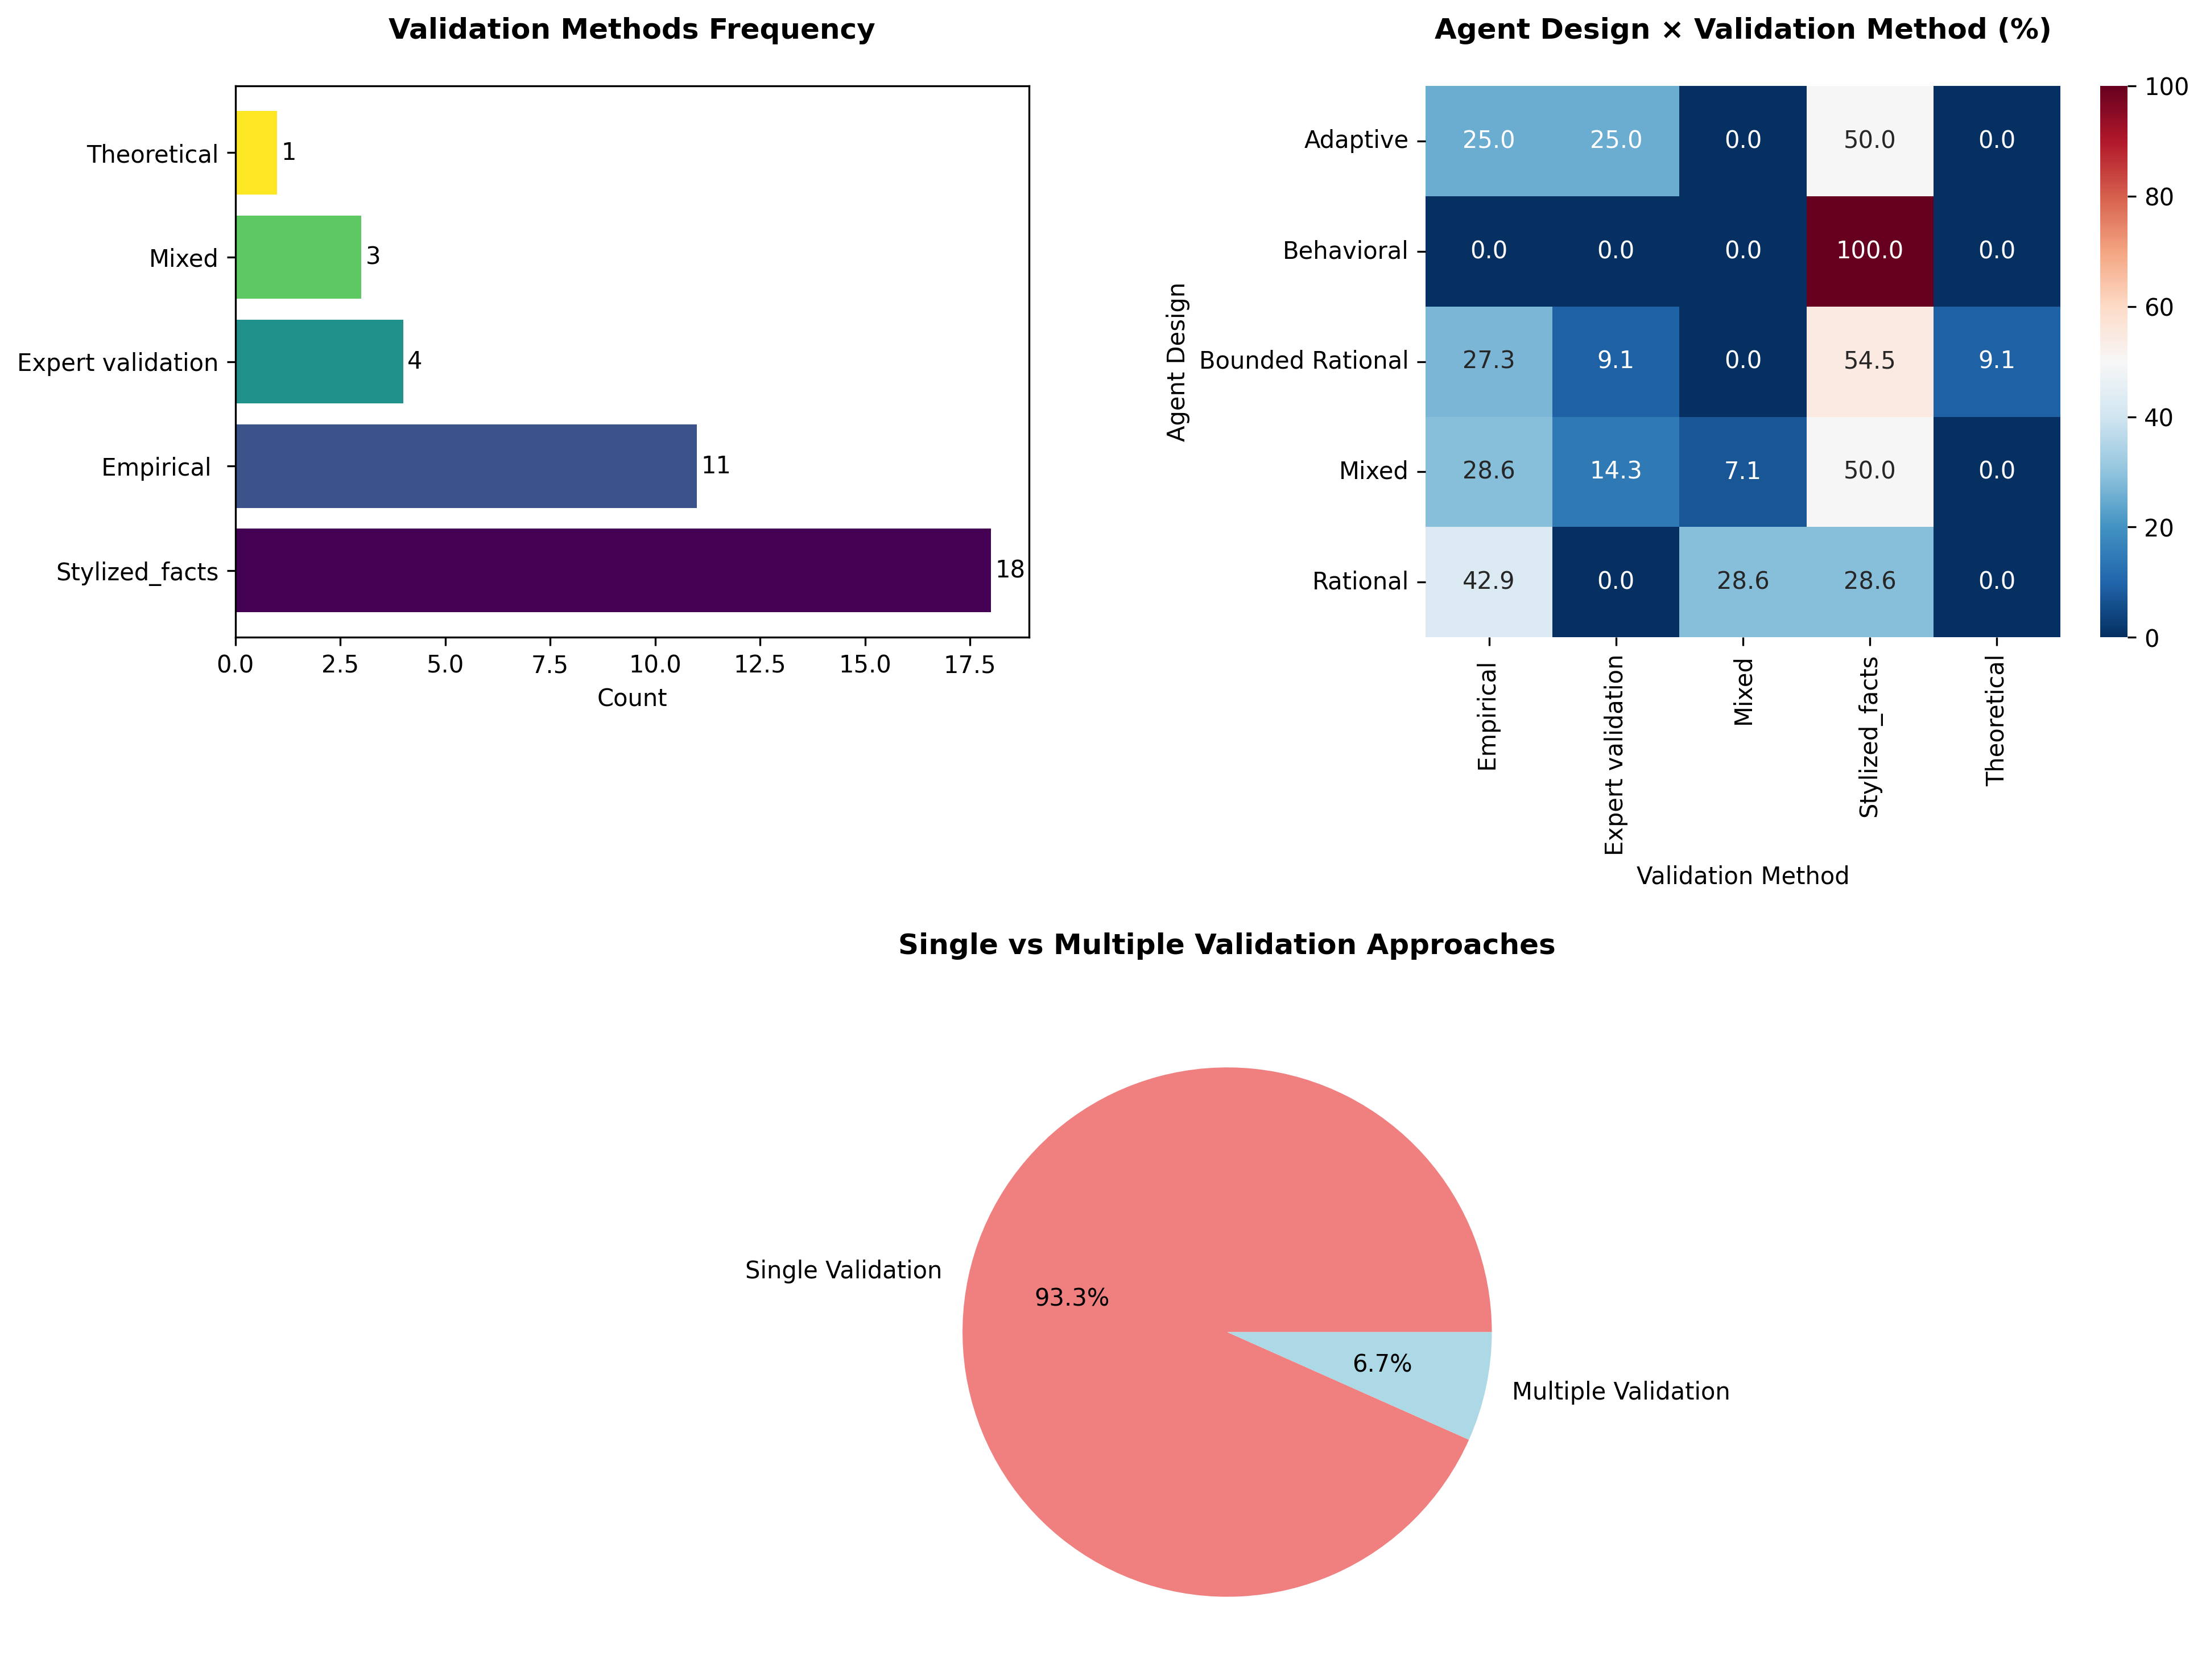 Validation Methods Frequency
Theoretical
1
Mixed
3
Expert validation
4
Empirical
11
Stylized_facts
18
0.0 2.5 5.0 7.5 10.0 12.5 15.0 17.5
Count
Agent Design × Validation Method (%)
Agent Design
Adaptive 25.0 25.0 0.0 50.0 0.0
Behavioral 0.0 0.0 0.0 100.0 0.0
Bounded Rational 27.3 9.1 0.0 54.5 9.1
Mixed 28.6 14.3 7.1 50.0 0.0
Rational 42.9 0.0 28.6 28.6 0.0
Empirical
Expert validation
Mixed
Stylized_facts
Theoretical
Validation Method
100
80
60
40
20
0
Single vs Multiple Validation Approaches
Single Validation
93.3%
6.7%
Multiple Validation